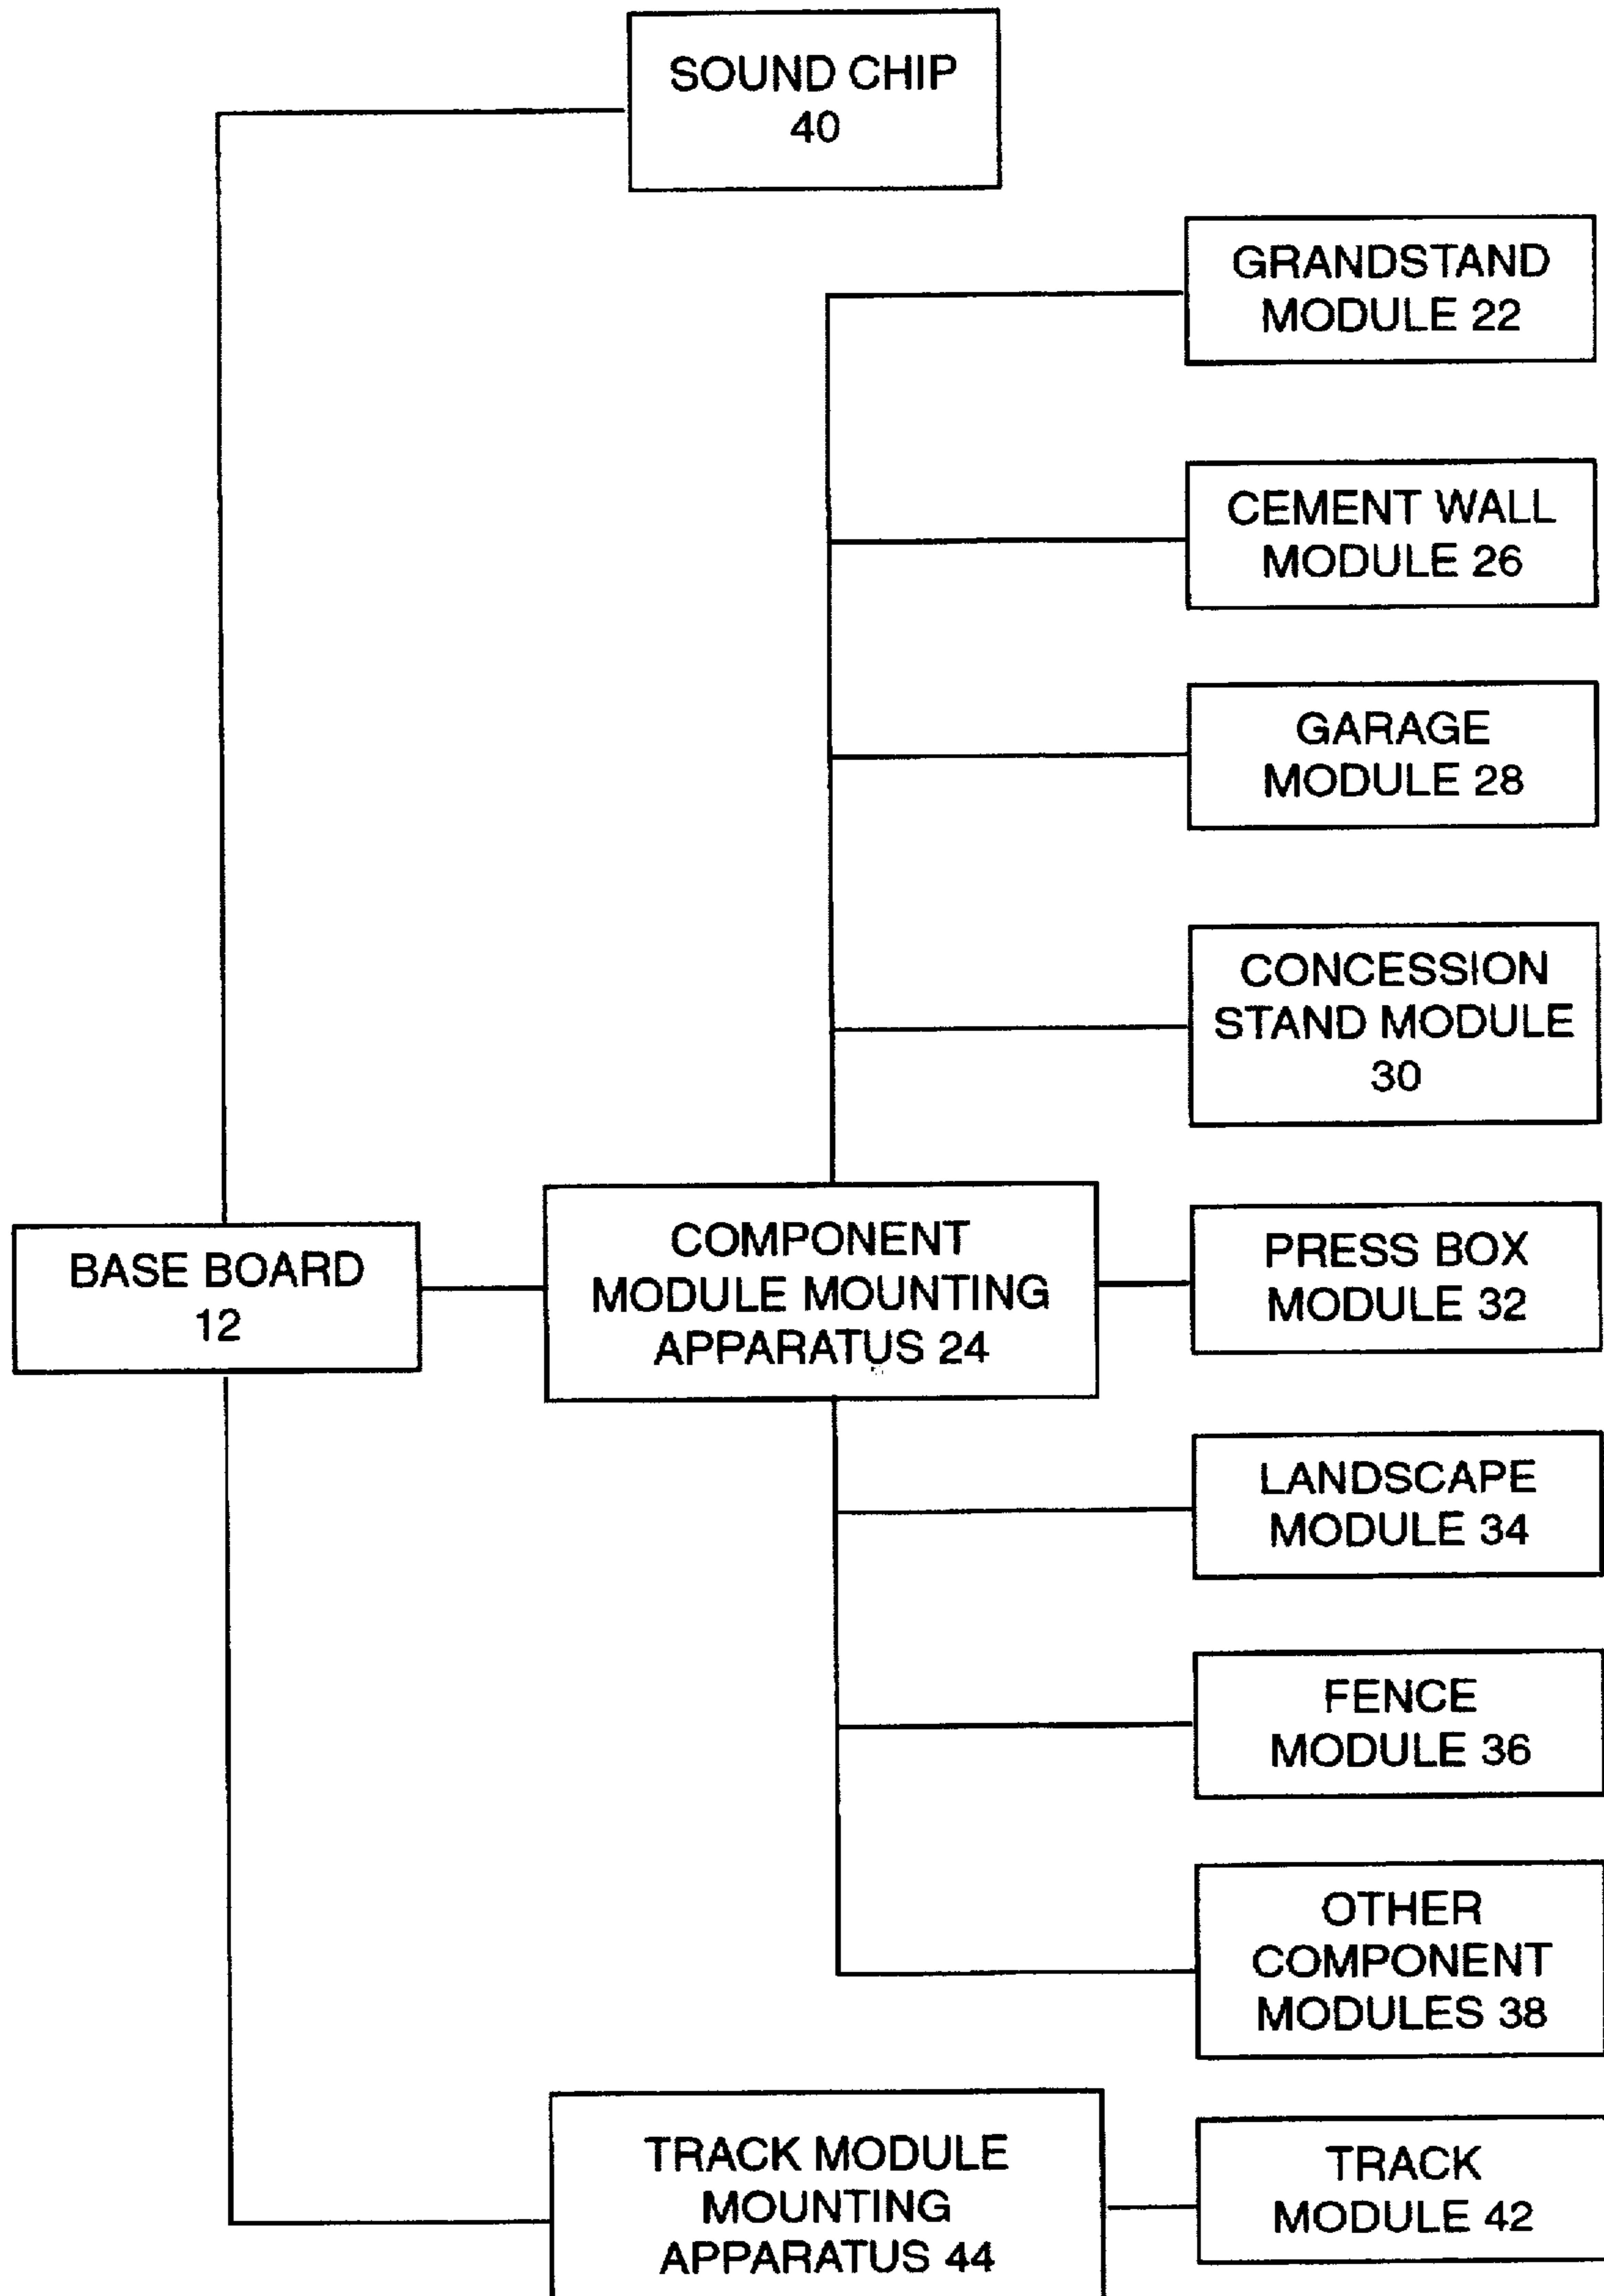 SOUND CHIP
40
GRANDSTAND
MODULE 22
CEMENT WALL
MODULE 26
GARAGE
MODULE 28
CONCESSION
STAND MODULE
30
BASE BOARD
12
COMPONENT
MODULE MOUNTING
APPARATUS 24
PRESS BOX
MODULE 32
LANDSCAPE
MODULE 34
FENCE
MODULE 36
OTHER
COMPONENT
MODULES 38
TRACK MODULE
MOUNTING
APPARATUS 44
TRACK
MODULE 42